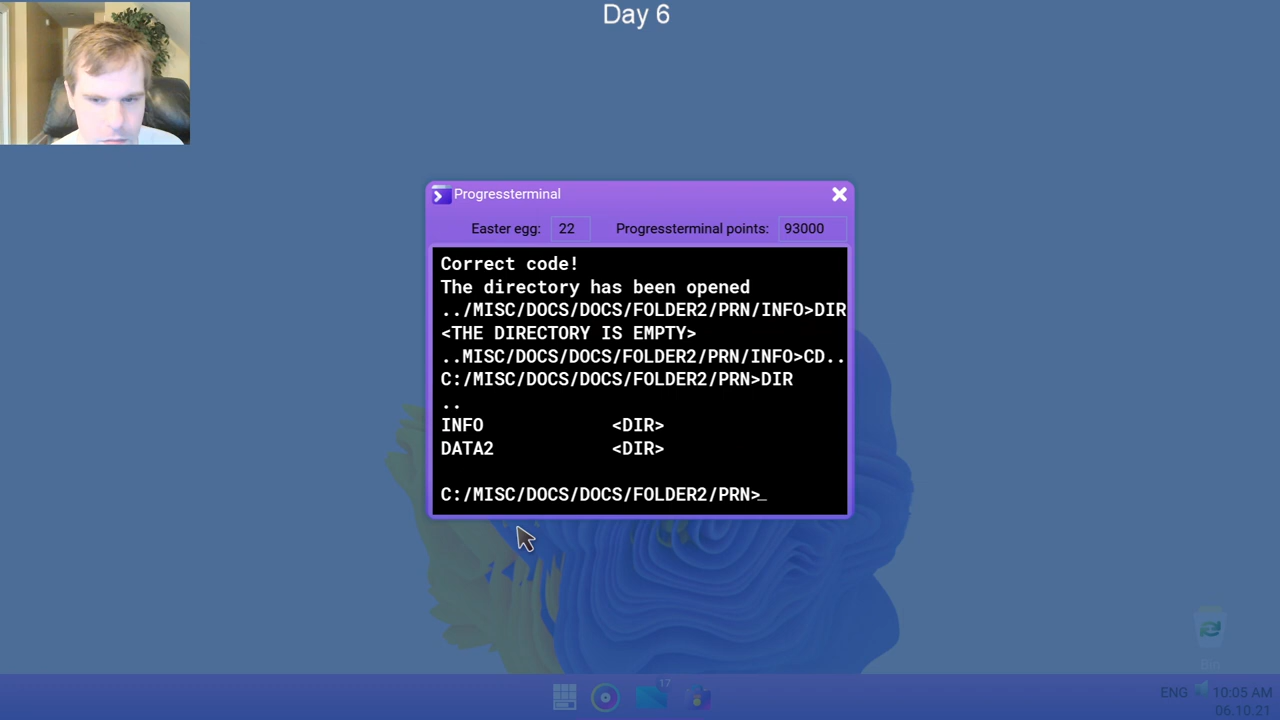 Day 6
Progressterminal
Easter egg: 22 Progressterminal points: 93000
Correct code!
The directory has been opened
../MISC/DOCS/DOCS/FOLDER2/PRN/INFO>DIR
<THE DIRECTORY IS EMPTY>
..MISC/DOCS/DOCS/FOLDER2/PRN/INFO>CD..
C:/MISC/DOCS/DOCS/FOLDER2/PRN>DIR
..
INFO <DIR>
DATA2 <DIR>
C:/MISC/DOCS/DOCS/FOLDER2/PRN>_
Bin
17
ENG 10:05 AM
06.10.21